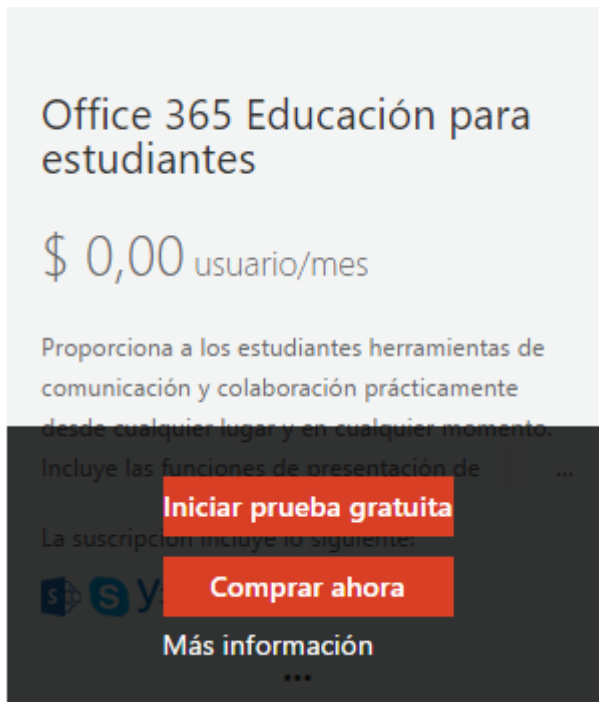 Office 365 Educación para
estudiantes
$ 0,00 usuario/mes
Proporciona a los estudiantes herramientas de
comunicación y colaboración prácticamente
desde cualquier lugar y en cualquier momento.
Incluye las funciones de presentación de ...
Iniciar prueba gratuita
La suscripción incluye lo siguiente:
Comprar ahora
Más información
...